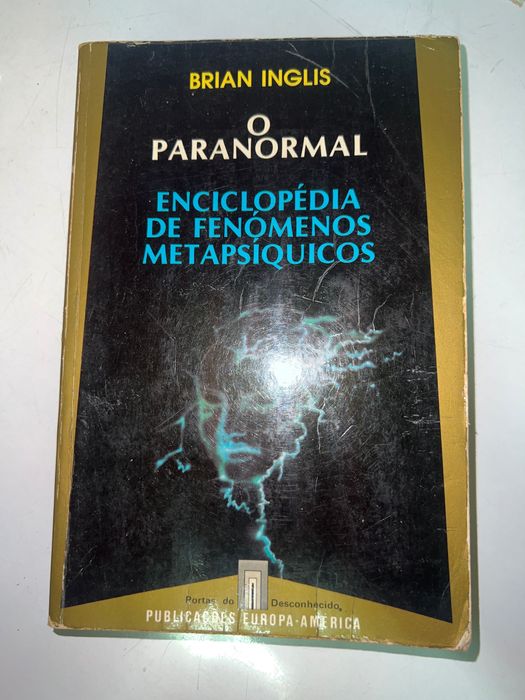 BRIAN INGLIS
O
PARANORMAL
ENCICLOPÉDIA
DE FENÓMENOS
METAPSÍQUICOS
Portas do Desconhecido
PUBLICAÇÕES EUROPA-AMÉRICA